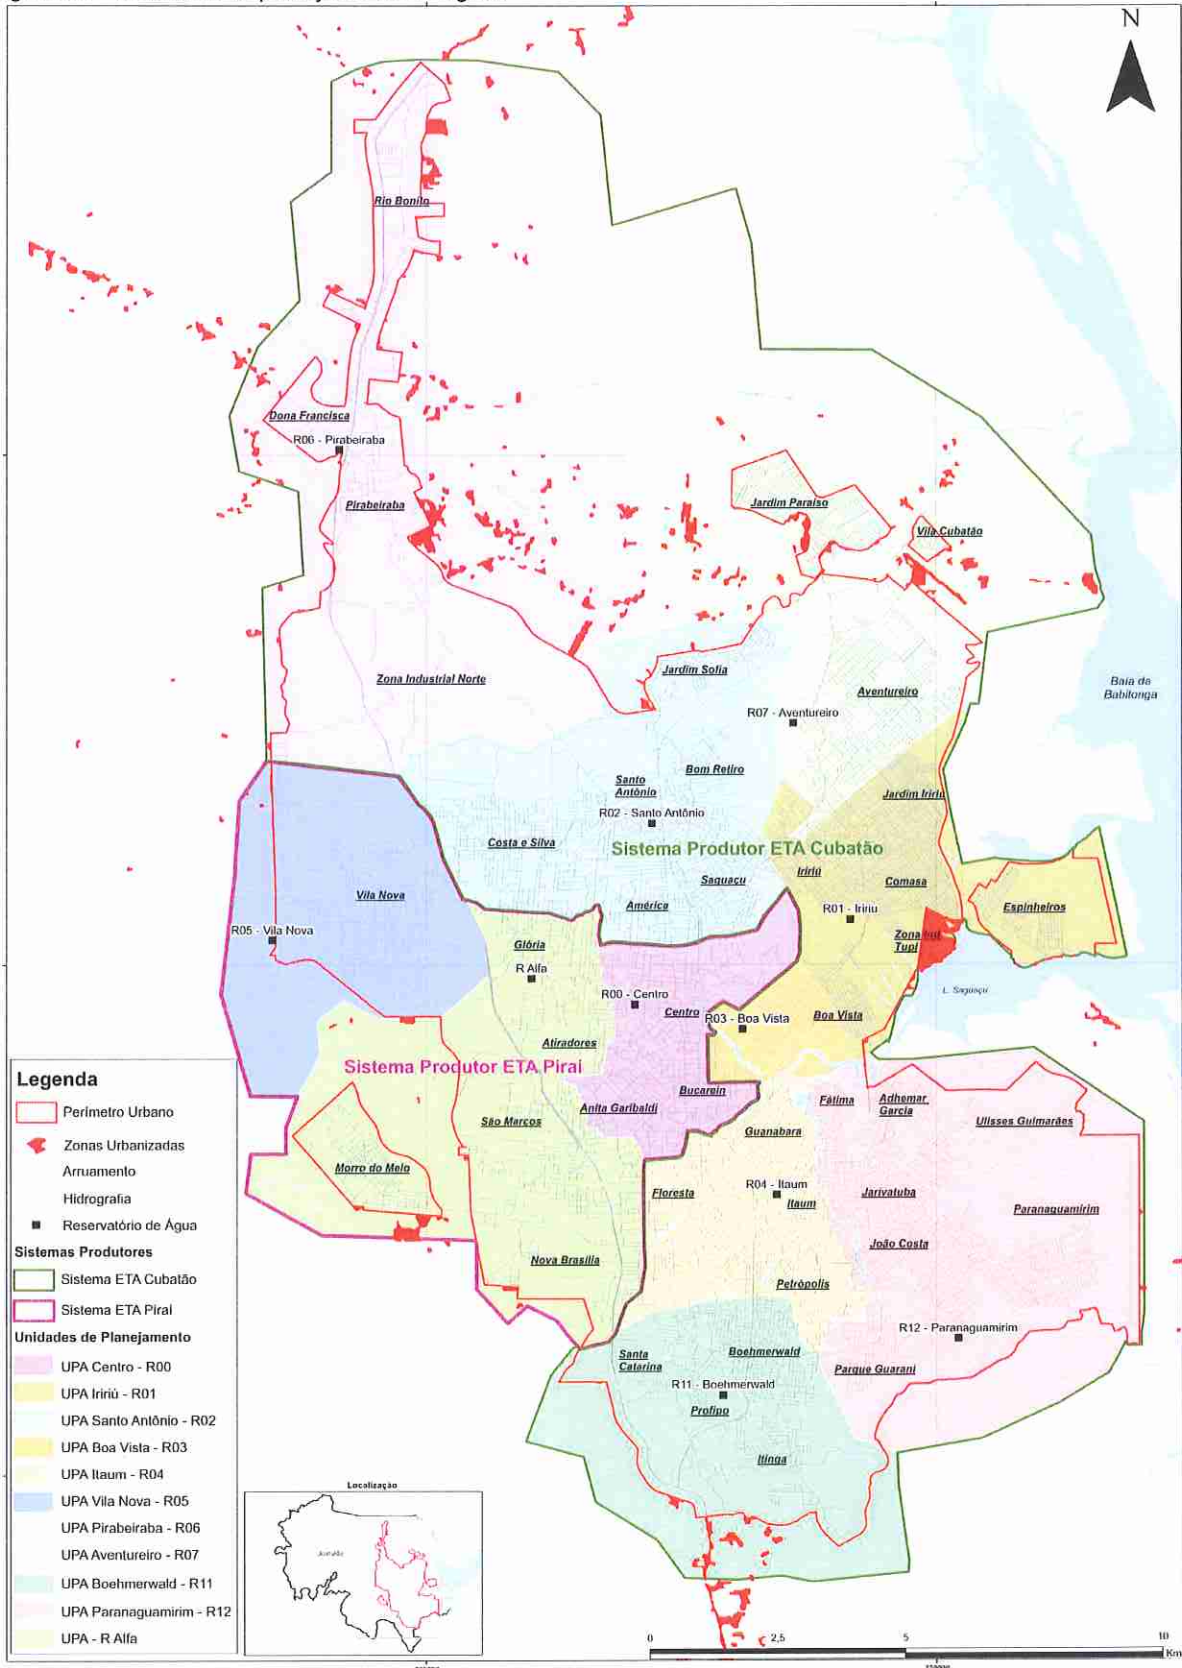 N
Rio Bonito
Dona Francisca
R06 - Pirabeiraba
Pirabeiraba
Jardim Paraíso
Vila Cubatão
Zona Industrial Norte
Jardim Sofia
Aventureiro
R07 - Aventureiro
Baía da
Babitonga
Bom Retiro
Santo
Antônio
R02 - Santo Antônio
Jardim Iririú
Costa e Silva
Sistema Produtor ETA Cubatão
Iririú
Saguaçu
Comasa
Vila Nova
América
R01 - Iririu
Espinheiros
R05 - Vila Nova
Glória
Zona Ind.
Tupi
R Alfa
R00 - Centro
Centro
R03 - Boa Vista
Boa Vista
L. Saguaçu
Atiradores
Sistema Produtor ETA Pirai
Bucarein
Anita Garibaldi
Fátima
Adhemar
Garcia
São Marcos
Guanabara
Ulisses Guimarães
Morro do Meio
Floresta
R04 - Itaum
Itaum
Jarivatuba
Paranaguamirim
João Costa
Nova Brasília
Petrópolis
R12 - Paranaguamirim
Santa
Catarina
Boehmerwald
Parque Guarani
R11 - Boehmerwald
Profipo
Itinga
Legenda
Perímetro Urbano
Zonas Urbanizadas
Arruamento
Hidrografia
Reservatório de Água
Sistemas Produtores
Sistema ETA Cubatão
Sistema ETA Pirai
Unidades de Planejamento
UPA Centro - R00
UPA Iririú - R01
UPA Santo Antônio - R02
UPA Boa Vista - R03
UPA Itaum - R04
UPA Vila Nova - R05
UPA Pirabeiraba - R06
UPA Aventureiro - R07
UPA Boehmerwald - R11
UPA Paranaguamirim - R12
UPA - R Alfa
Localização
0 2,5 5 10
Km